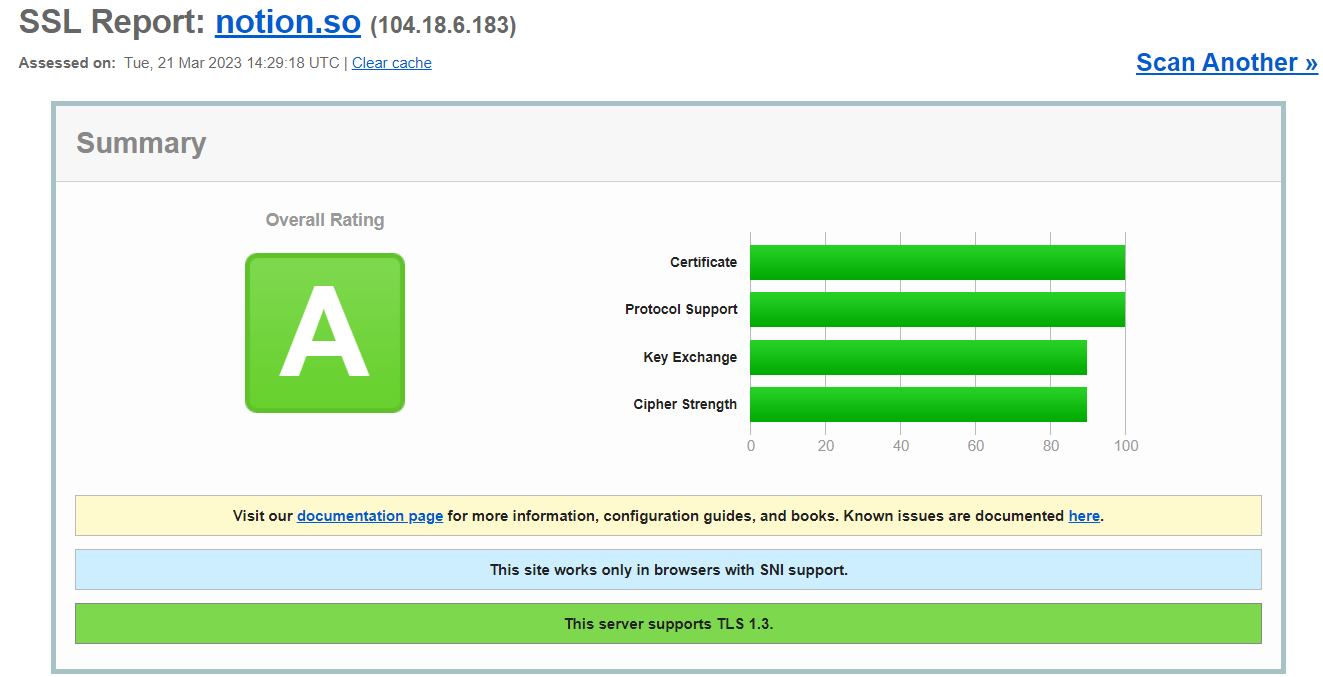 SSL Report: notion.so (104.18.6.183)
Assessed on: Tue, 21 Mar 2023 14:29:18 UTC | Clear cache
Scan Another »
Summary
Overall Rating
A
Certificate
Protocol Support
Key Exchange
Cipher Strength
0 20 40 60 80 100
Visit our documentation page for more information, configuration guides, and books. Known issues are documented here.
This site works only in browsers with SNI support.
This server supports TLS 1.3.